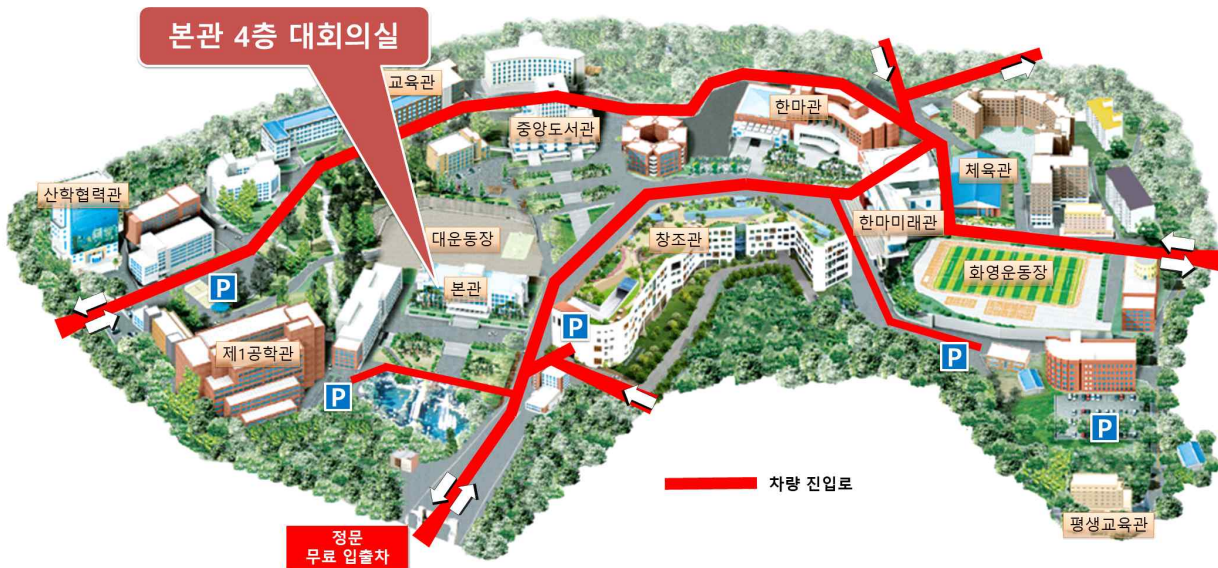 본관 4층 대회의실
교육관
한마관
중앙도서관
체육관
산학협력관
한마미래관
대운동장
창조관
화영운동장
본관
P
P
제1공학관
P
P
P
차량 진입로
평생교육관
정문
무료 입출차